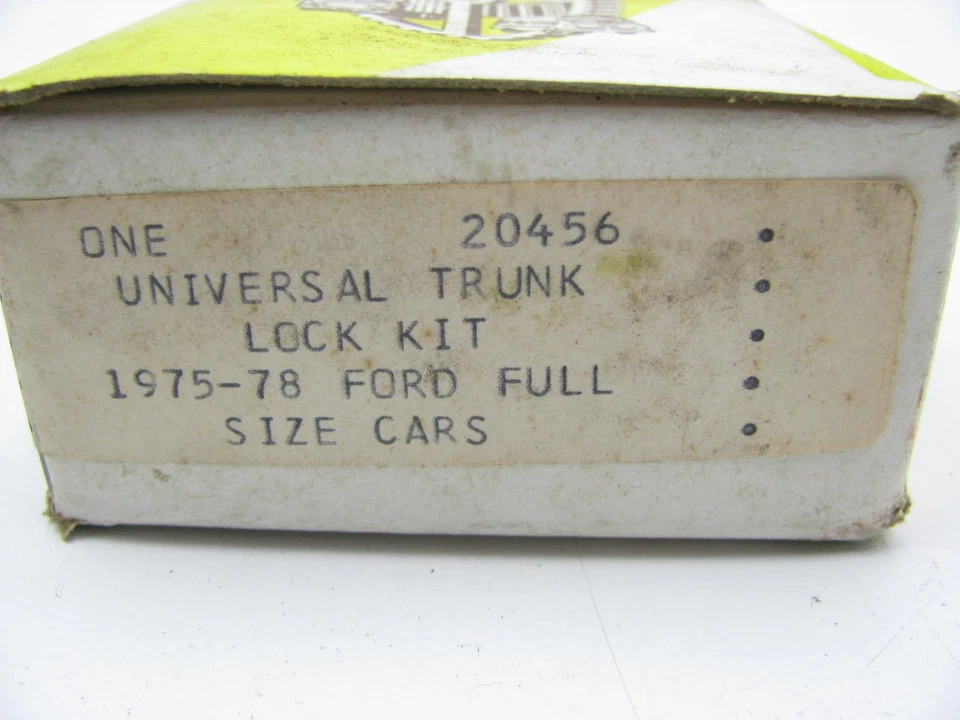 ONE 20456 •
UNIVERSAL TRUNK •
LOCK KIT •
1975-78 FORD FULL •
SIZE CARS •